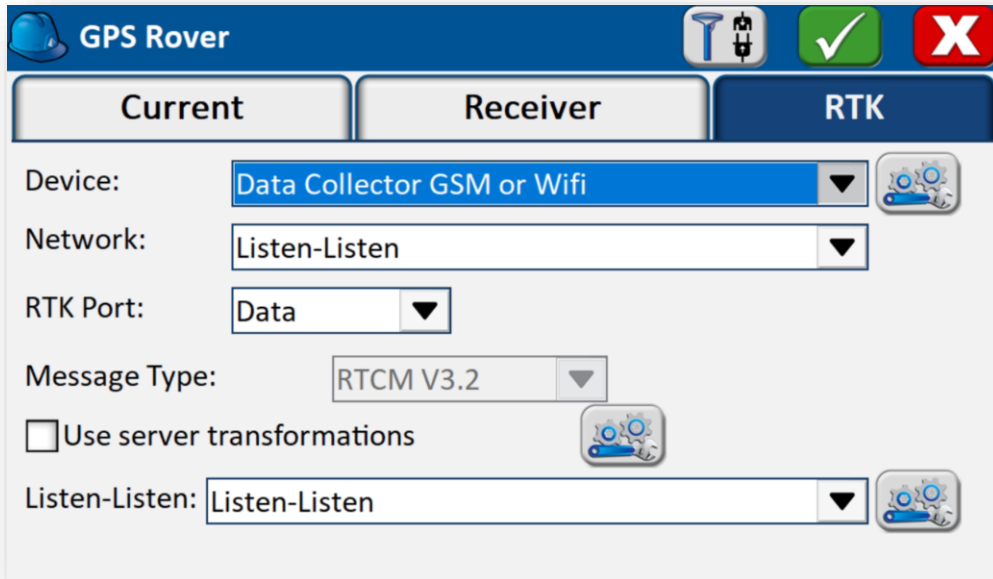 GPS Rover
Current Receiver RTK
Device: Data Collector GSM or Wifi
Network: Listen-Listen
RTK Port: Data
Message Type: RTCM V3.2
Use server transformations
Listen-Listen: Listen-Listen